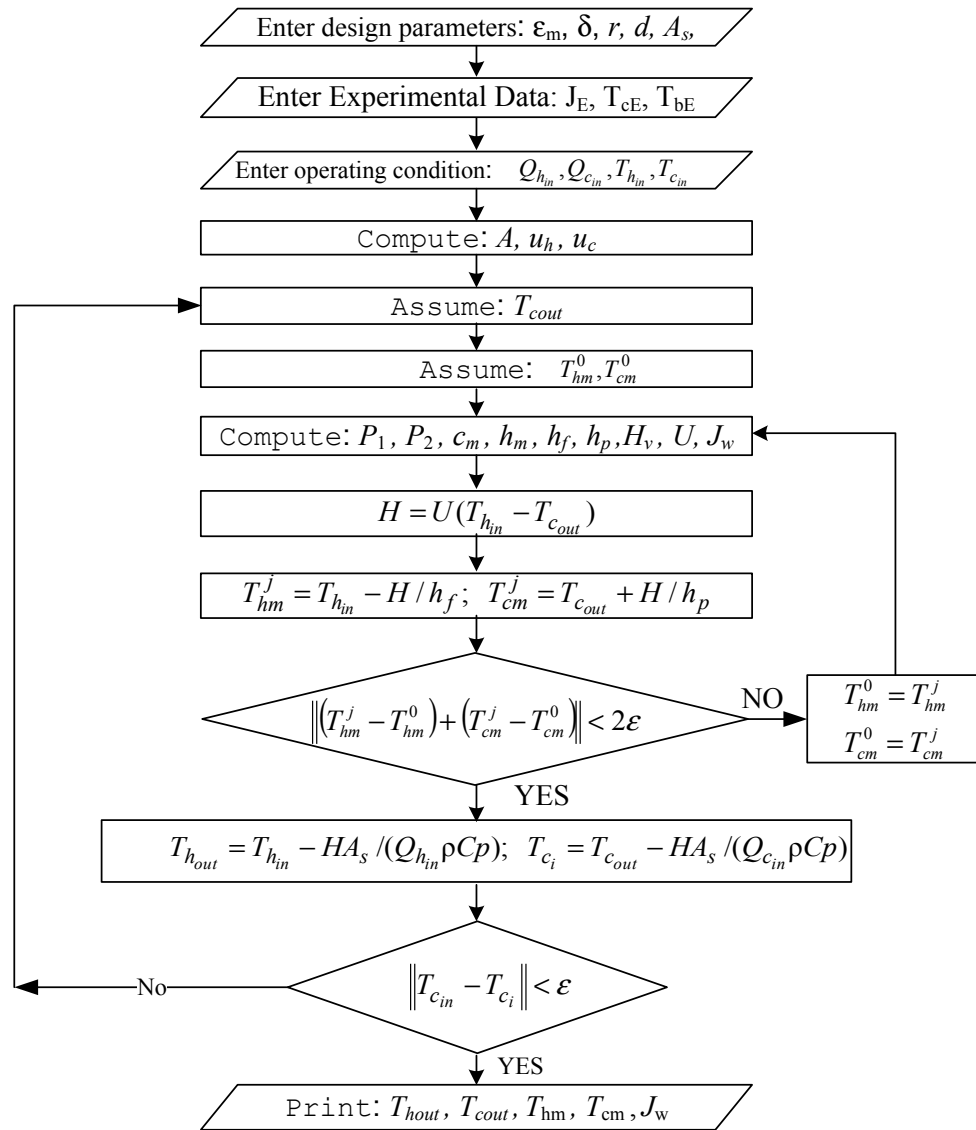 Enter design parameters: εm, δ, r, d, As,
Enter Experimental Data: JE, TcE, TbE
Enter operating condition: Qhin, Qcin, Thin, Tcin
Compute: A, uh, uc
Assume: Tcout
Assume: T⁰hm, T⁰cm
Compute: P1, P2, cm, hm, hf, hp, Hv, U, Jw
H = U(Thin − Tcout)
Tʲhm = Thin − H / hf; Tʲcm = Tcout + H / hp
‖(Tʲhm − T⁰hm) + (Tʲcm − T⁰cm)‖ < 2ε
NO
T⁰hm = Tʲhm
T⁰cm = Tʲcm
YES
Thout = Thin − HAs /(QhinρCp); Tci = Tcout − HAs /(QcinρCp)
‖Tcin − Tci‖ < ε
No
YES
Print: Thout, Tcout, Thm, Tcm, Jw